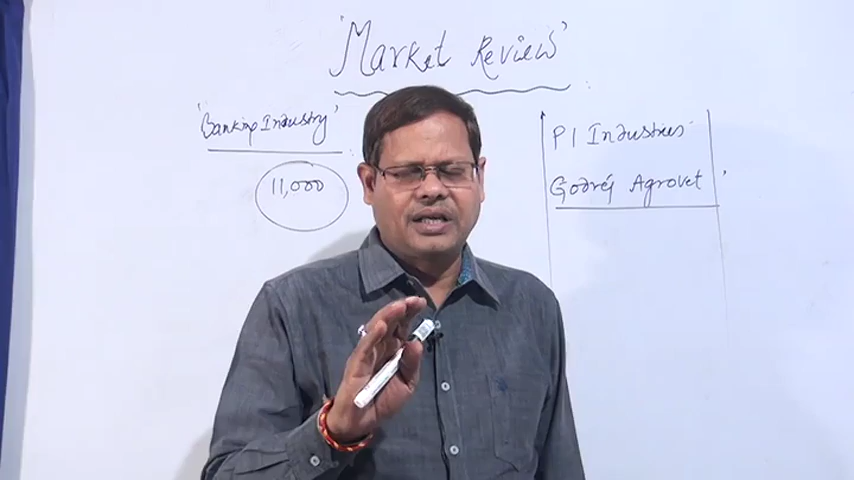 'Market Review'
'Banking Industry'
11,000
PI Industries
Godrej Agrovet